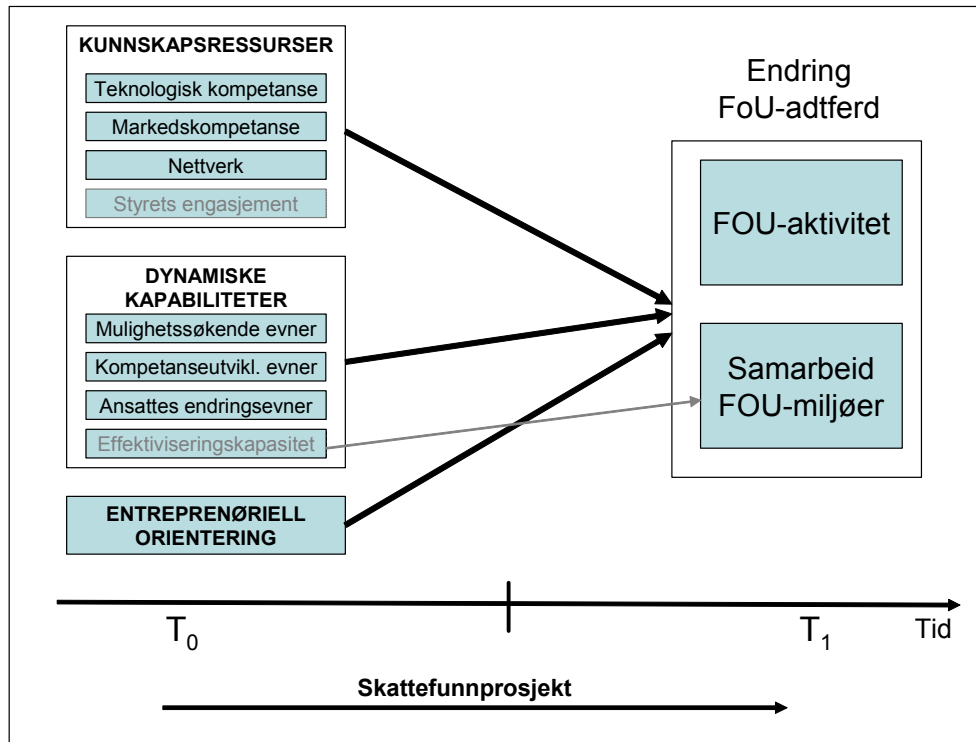 KUNNSKAPSRESSURSER
Teknologisk kompetanse
Markedskompetanse
Nettverk
Styrets engasjement
DYNAMISKE
KAPABILITETER
Mulighetssøkende evner
Kompetanseutvikl. evner
Ansattes endringsevner
Effektiviseringskapasitet
ENTREPRENØRIELL
ORIENTERING
Endring
FoU-adtferd
FOU-aktivitet
Samarbeid
FOU-miljøer
T0 T1 Tid
Skattefunnprosjekt